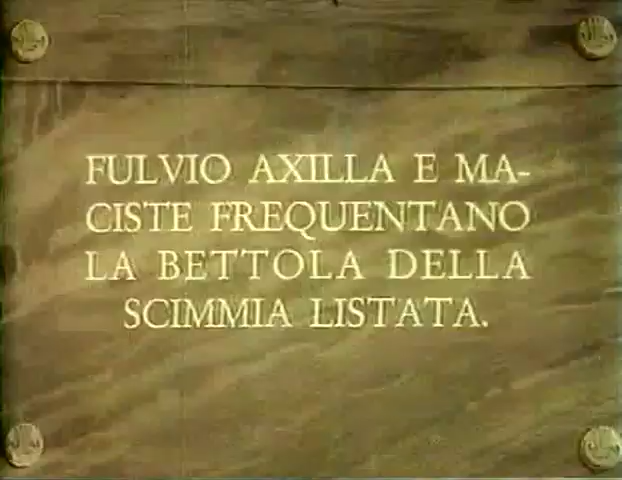 FULVIO AXILLA E MA-
CISTE FREQUENTANO
LA BETTOLA DELLA
SCIMMIA LISTATA.